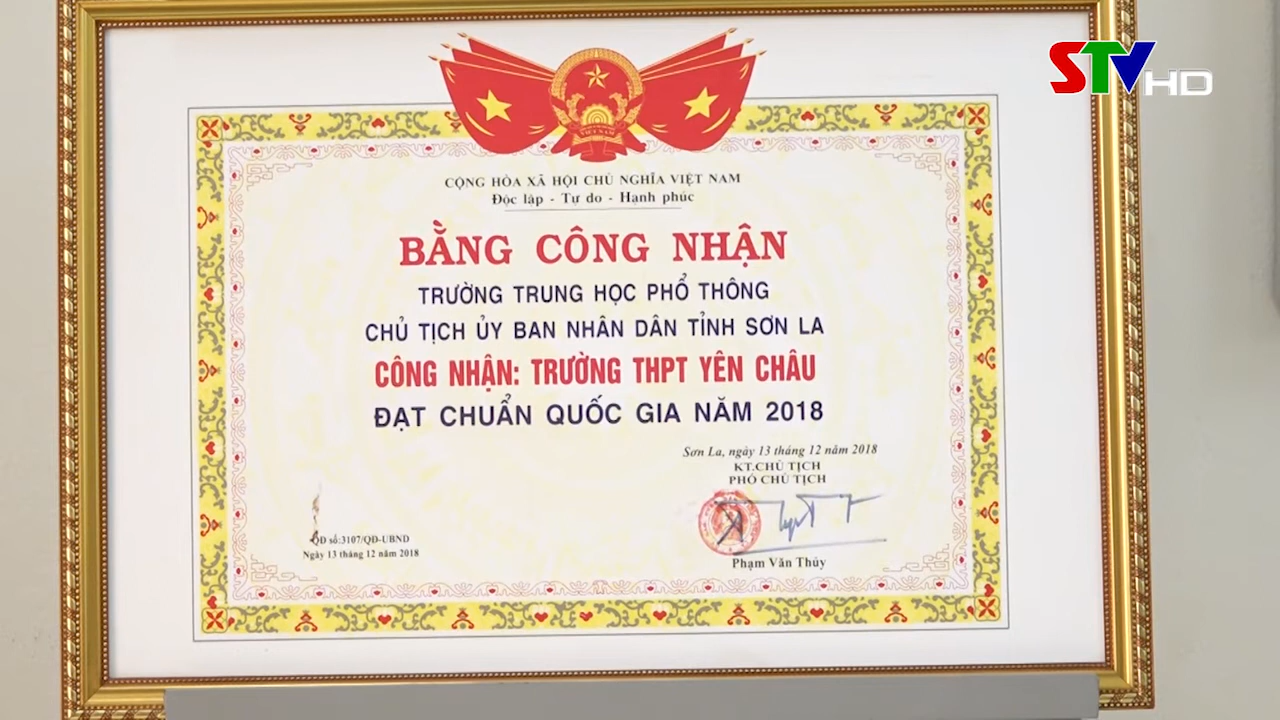 STV HD
VIỆT NAM
CỘNG HÒA XÃ HỘI CHỦ NGHĨA VIỆT NAM
Độc lập - Tự do - Hạnh phúc
BẰNG CÔNG NHẬN
TRƯỜNG TRUNG HỌC PHỔ THÔNG
CHỦ TỊCH ỦY BAN NHÂN DÂN TỈNH SƠN LA
CÔNG NHẬN: TRƯỜNG THPT YÊN CHÂU
ĐẠT CHUẨN QUỐC GIA NĂM 2018
Sơn La, ngày 13 tháng 12 năm 2018
KT.CHỦ TỊCH
PHÓ CHỦ TỊCH
QĐ số:3107/QĐ-UBND
Ngày 13 tháng 12 năm 2018
Phạm Văn Thủy